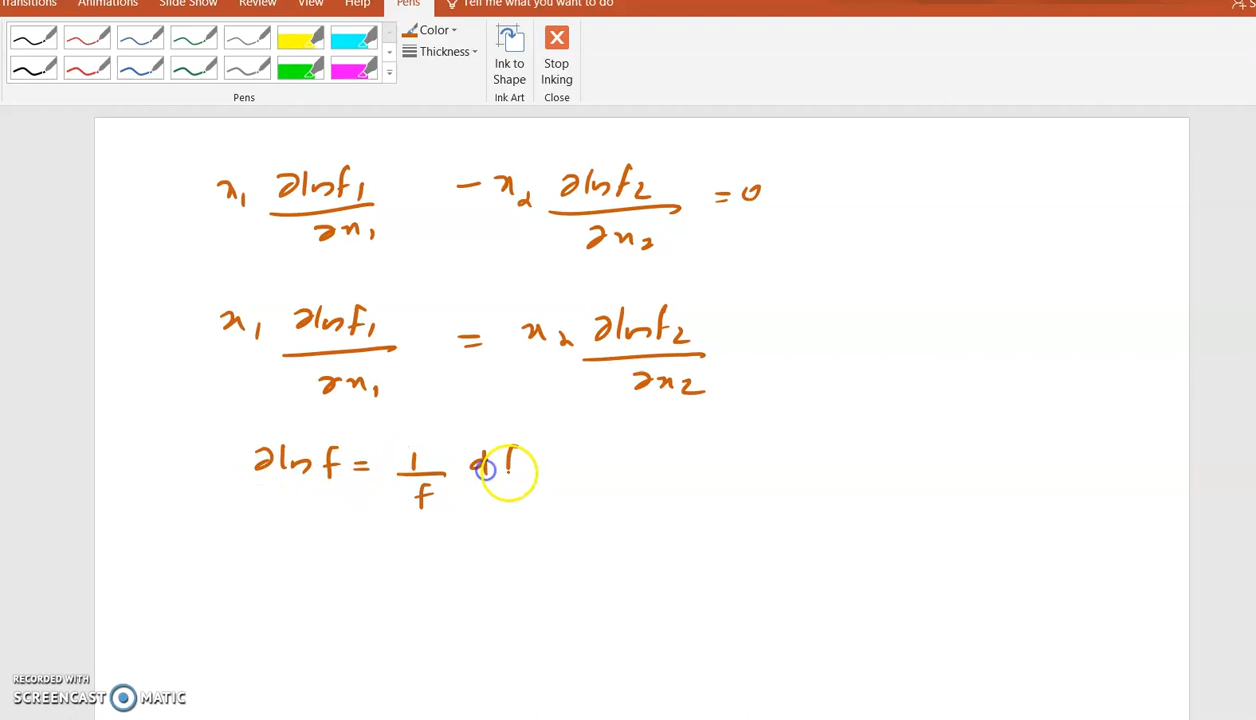 Transitions Animations Slide Show Review View Help Pens Tell me what you want to do
Color
Thickness
Ink to Shape
Stop Inking
Pens Ink Art Close
x₁ ∂lnf₁/∂x₁ − x₂ ∂lnf₂/∂x₂ = 0
x₁ ∂lnf₁/∂x₁ = x₂ ∂lnf₂/∂x₂
∂ln f = 1/f d
RECORDED WITH
SCREENCAST MATIC